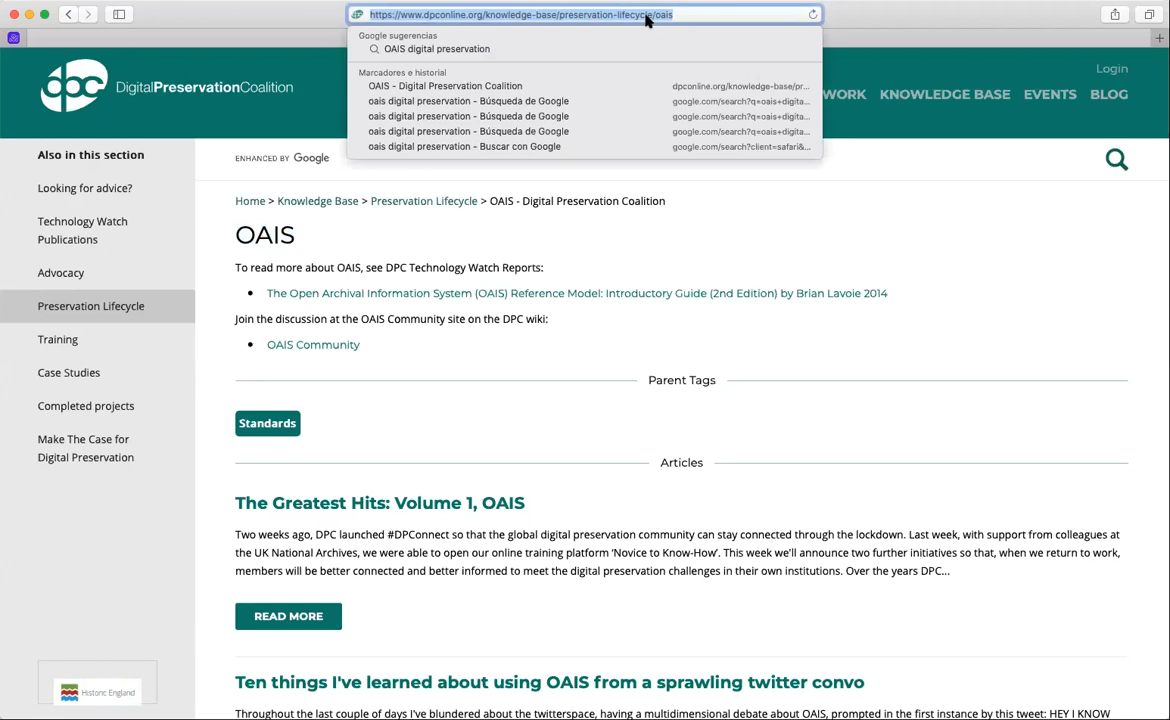 https://www.dpconline.org/knowledge-base/preservation-lifecycle/oais
Google sugerencias
OAIS digital preservation
Marcadores e historial
OAIS - Digital Preservation Coalition dpconline.org/knowledge-base/pr...
oais digital preservation - Búsqueda de Google google.com/search?q=oais+digita...
oais digital preservation - Búsqueda de Google google.com/search?q=oais+digita...
oais digital preservation - Búsqueda de Google google.com/search?q=oais+digita...
oais digital preservation - Buscar con Google google.com/search?client=safari&...
dpc DigitalPreservationCoalition
Login
WORK KNOWLEDGE BASE EVENTS BLOG
Also in this section
Looking for advice?
Technology Watch
Publications
Advocacy
Preservation Lifecycle
Training
Case Studies
Completed projects
Make The Case for
Digital Preservation
Historic England
ENHANCED BY Google
Home > Knowledge Base > Preservation Lifecycle > OAIS - Digital Preservation Coalition
OAIS
To read more about OAIS, see DPC Technology Watch Reports:
The Open Archival Information System (OAIS) Reference Model: Introductory Guide (2nd Edition) by Brian Lavoie 2014
Join the discussion at the OAIS Community site on the DPC wiki:
OAIS Community
Parent Tags
Standards
Articles
The Greatest Hits: Volume 1, OAIS
Two weeks ago, DPC launched #DPConnect so that the global digital preservation community can stay connected through the lockdown. Last week, with support from colleagues at
the UK National Archives, we were able to open our online training platform ‘Novice to Know-How’. This week we'll announce two further initiatives so that, when we return to work,
members will be better connected and better informed to meet the digital preservation challenges in their own institutions. Over the years DPC...
READ MORE
Ten things I've learned about using OAIS from a sprawling twitter convo
Throughout the last couple of days I've blundered about the twitterspace, having a multidimensional debate about OAIS, prompted in the first instance by this tweet: HEY I KNOW